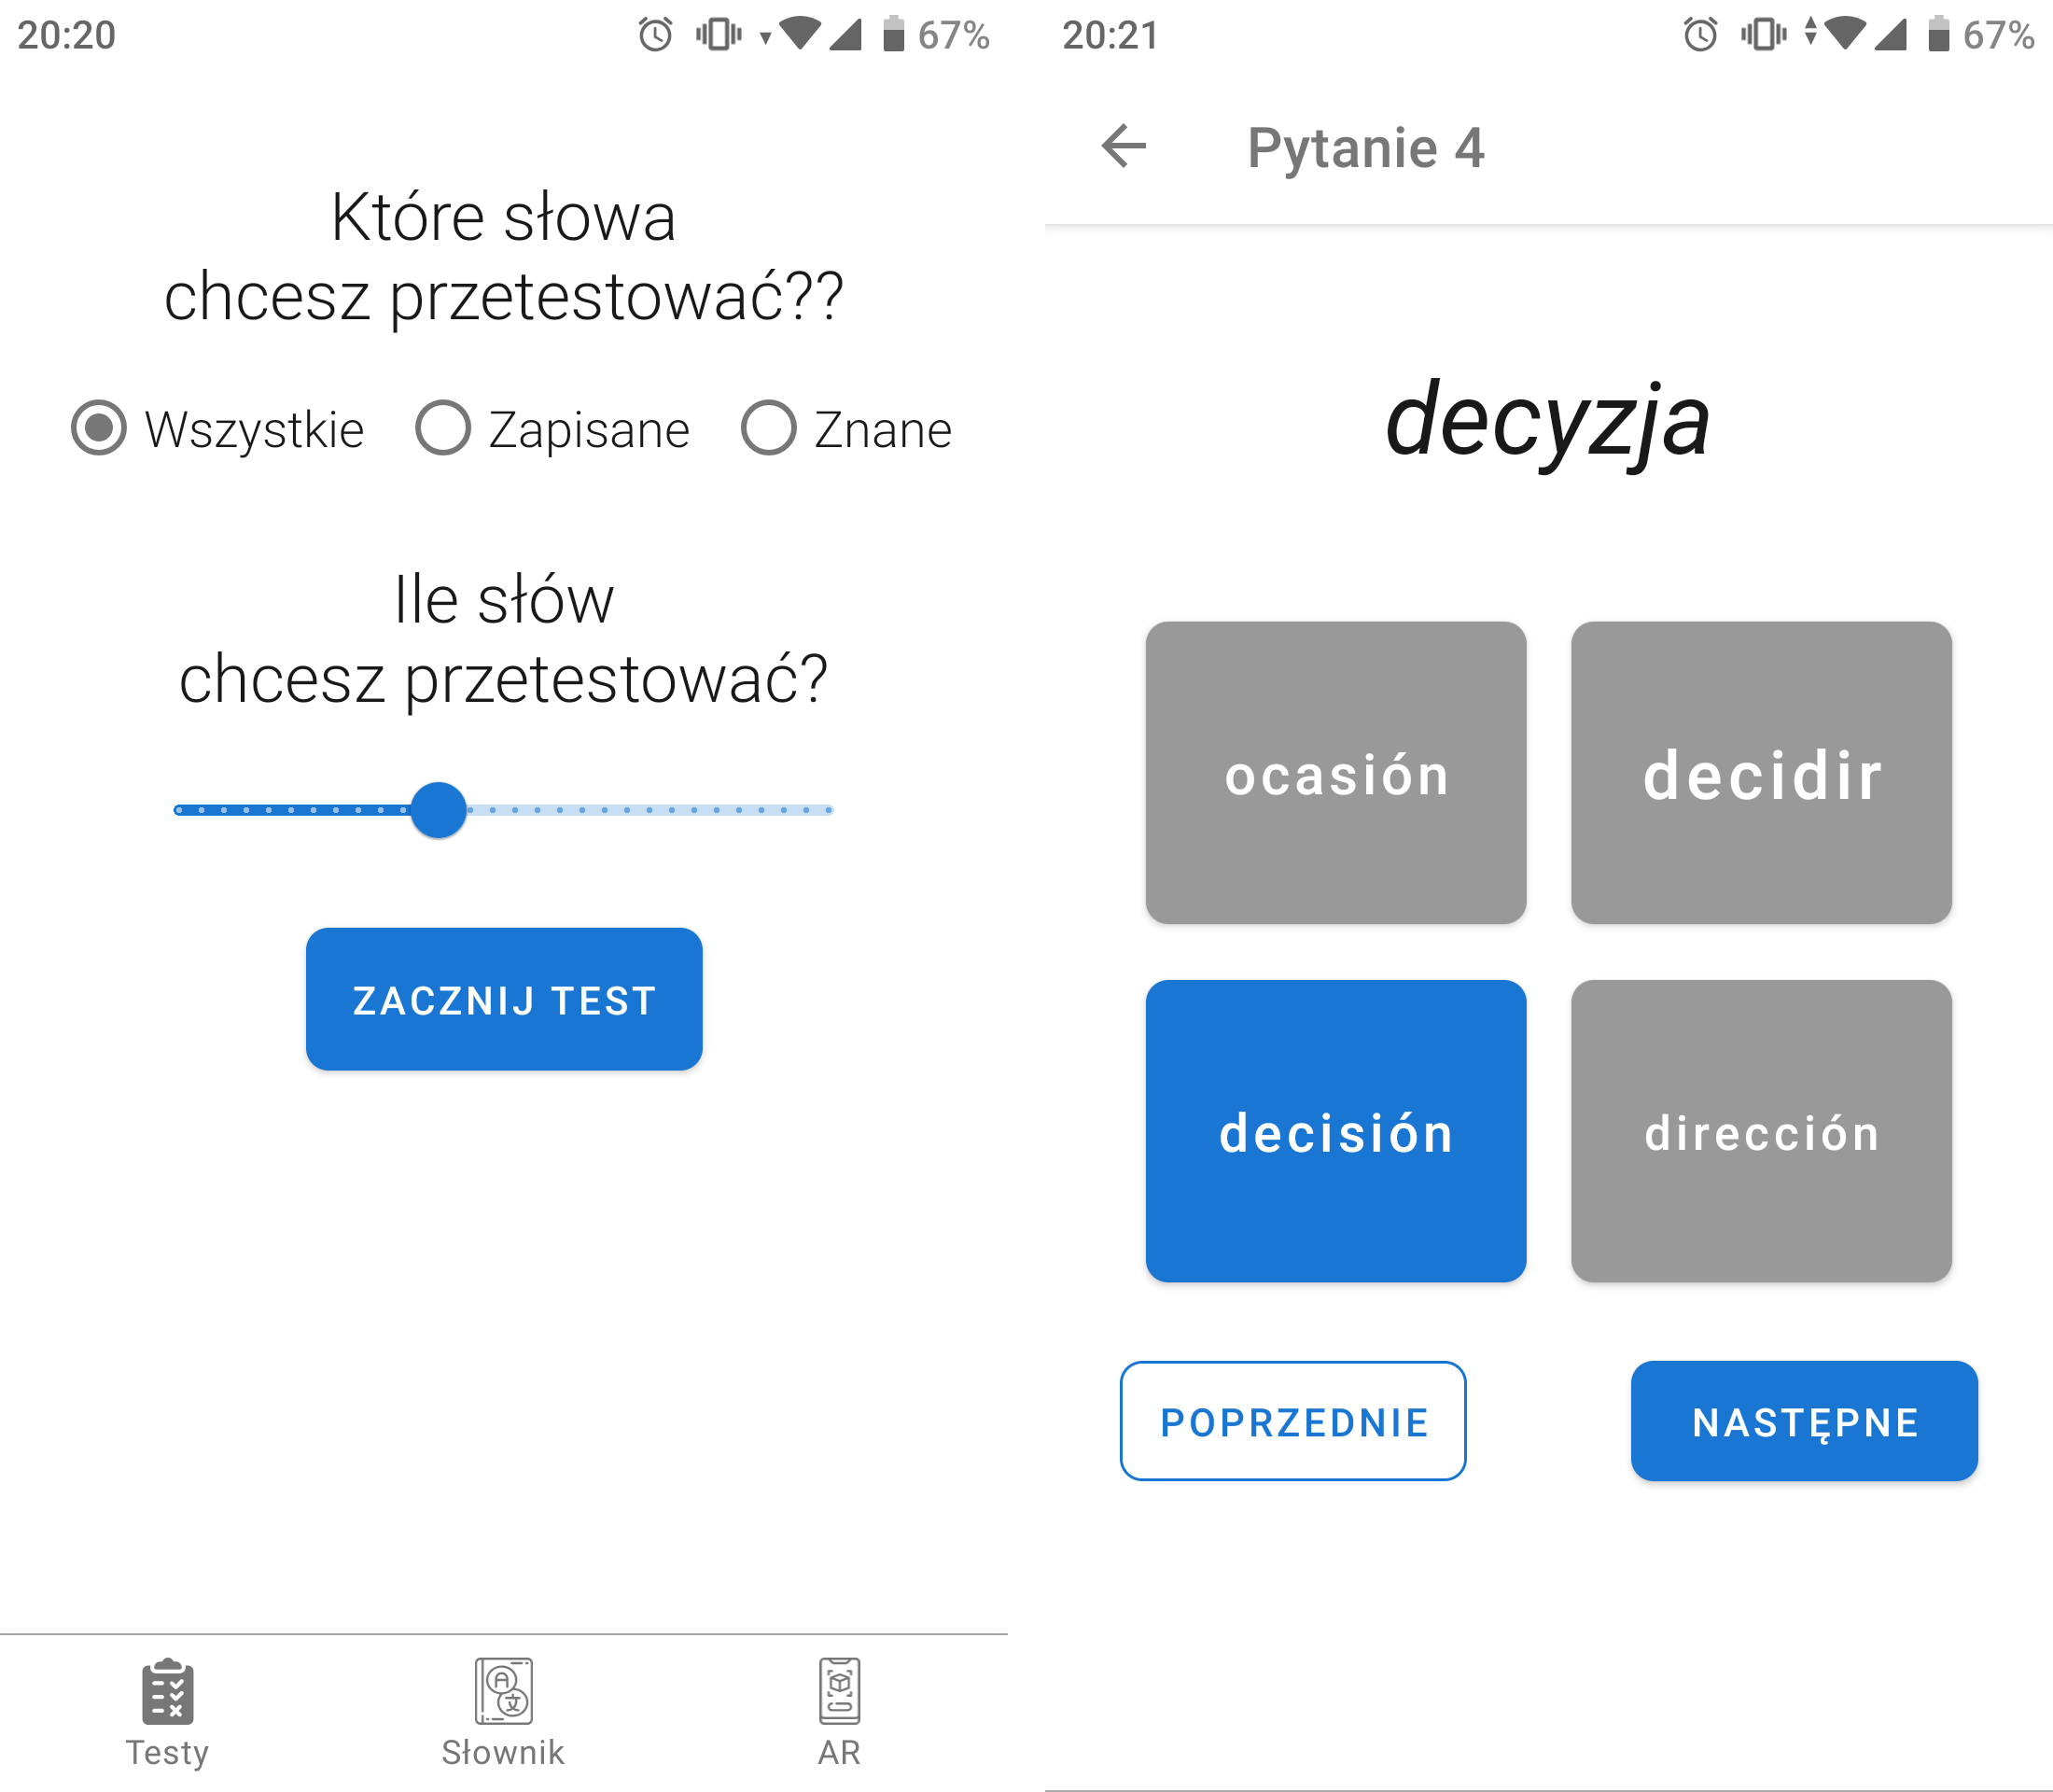 20:20
67%
Które słowa
chcesz przetestować??
Wszystkie Zapisane Znane
Ile słów
chcesz przetestować?
ZACZNIJ TEST
Testy Słownik AR
20:21
67%
Pytanie 4
decyzja
ocasión decidir
decisión dirección
POPRZEDNIE NASTĘPNE